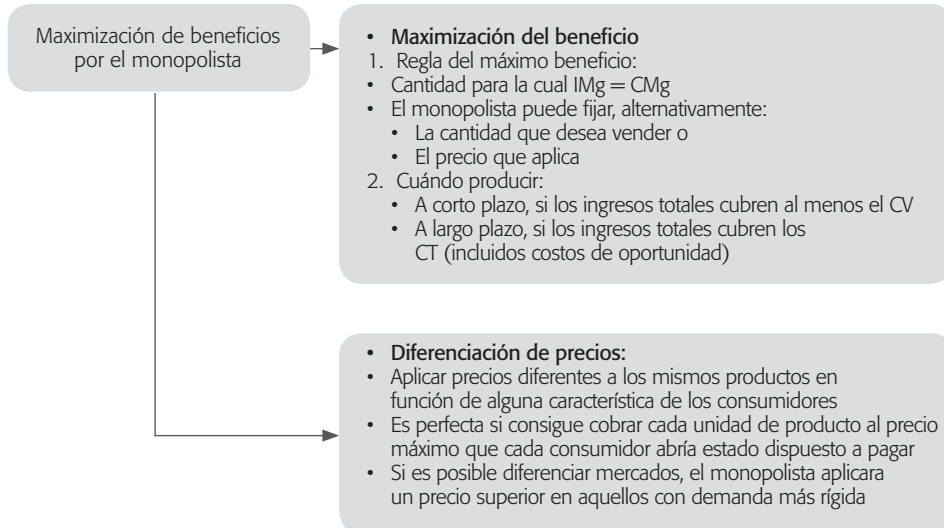 Maximización de beneficios
por el monopolista
• Maximización del beneficio
1. Regla del máximo beneficio:
• Cantidad para la cual IMg = CMg
• El monopolista puede fijar, alternativamente:
• La cantidad que desea vender o
• El precio que aplica
2. Cuándo producir:
• A corto plazo, si los ingresos totales cubren al menos el CV
• A largo plazo, si los ingresos totales cubren los
CT (incluidos costos de oportunidad)
• Diferenciación de precios:
• Aplicar precios diferentes a los mismos productos en
función de alguna característica de los consumidores
• Es perfecta si consigue cobrar cada unidad de producto al precio
máximo que cada consumidor abría estado dispuesto a pagar
• Si es posible diferenciar mercados, el monopolista aplicara
un precio superior en aquellos con demanda más rígida